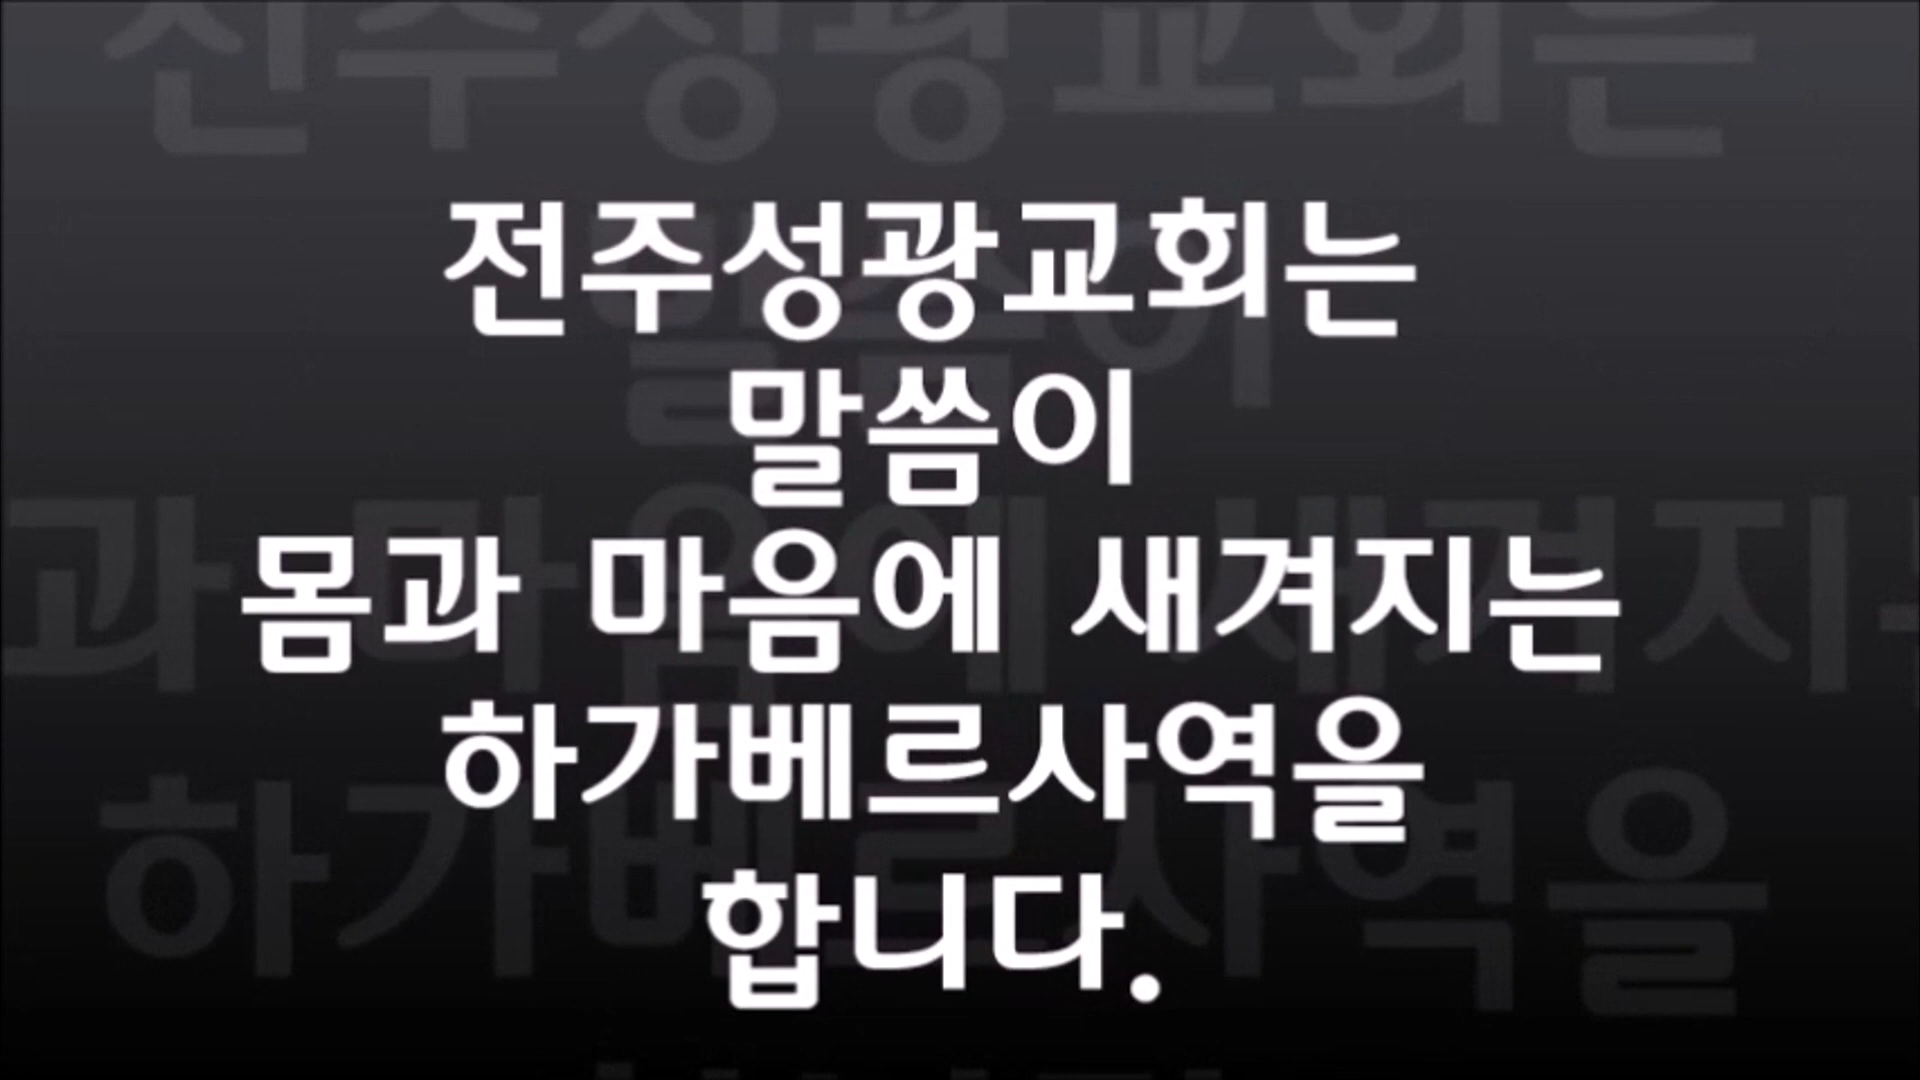 전주성광교회는
말씀이
몸과 마음에 새겨지는
하가베르사역을
합니다.